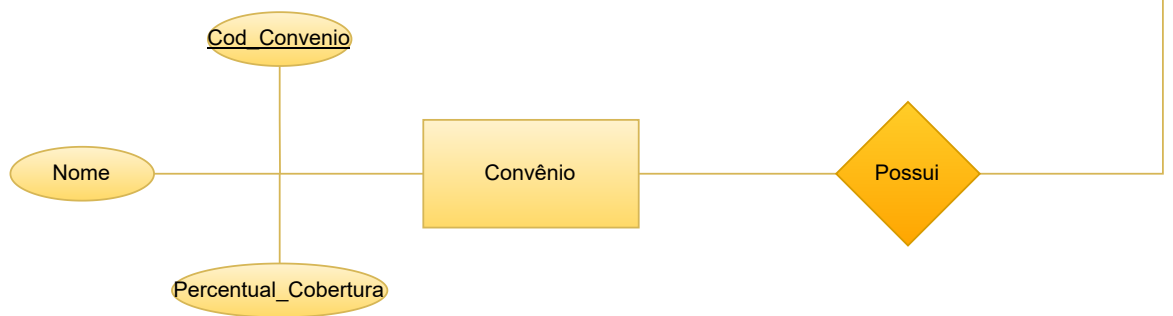 Cod_Convenio
Nome
Convênio
Possui
Percentual_Cobertura